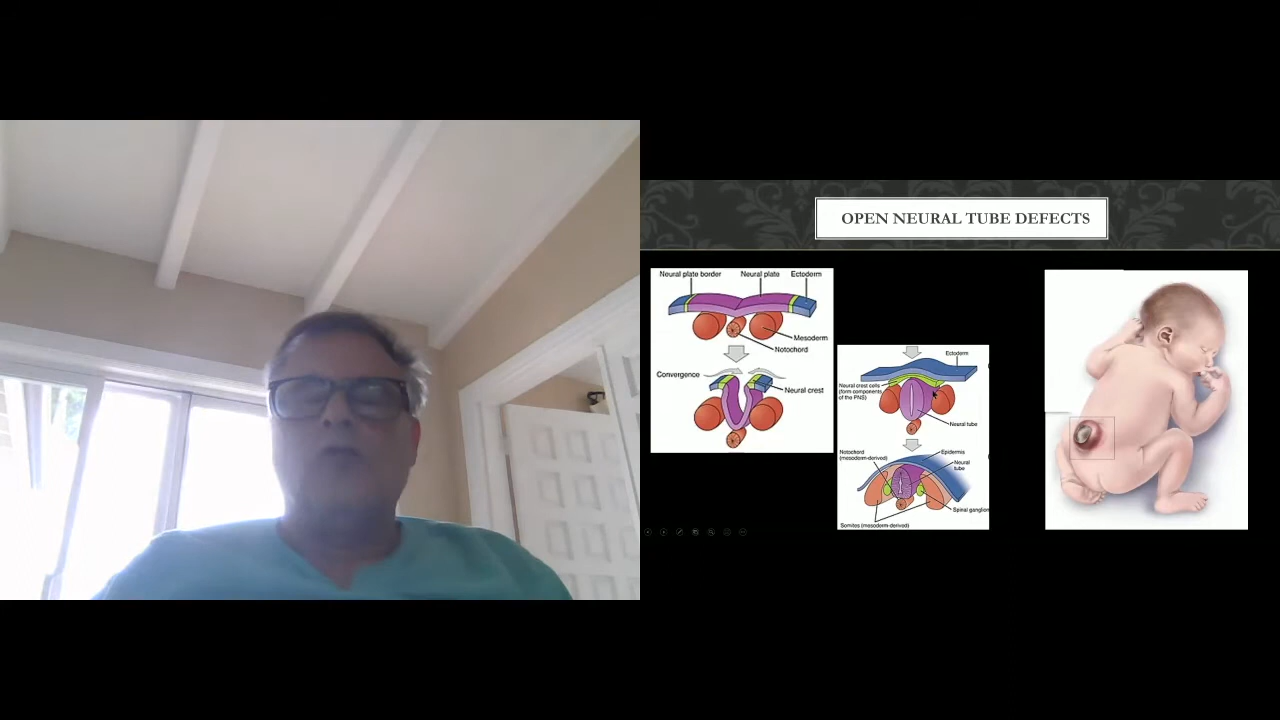 OPEN NEURAL TUBE DEFECTS
Neural plate border
Neural plate
Ectoderm
Mesoderm
Notochord
Convergence
Neural crest
Ectoderm
Neural crest cells
(form components
of the PNS)
Neural tube
Notochord
(mesoderm-derived)
Epidermis
Neural
tube
Spinal ganglion
Somites (mesoderm-derived)